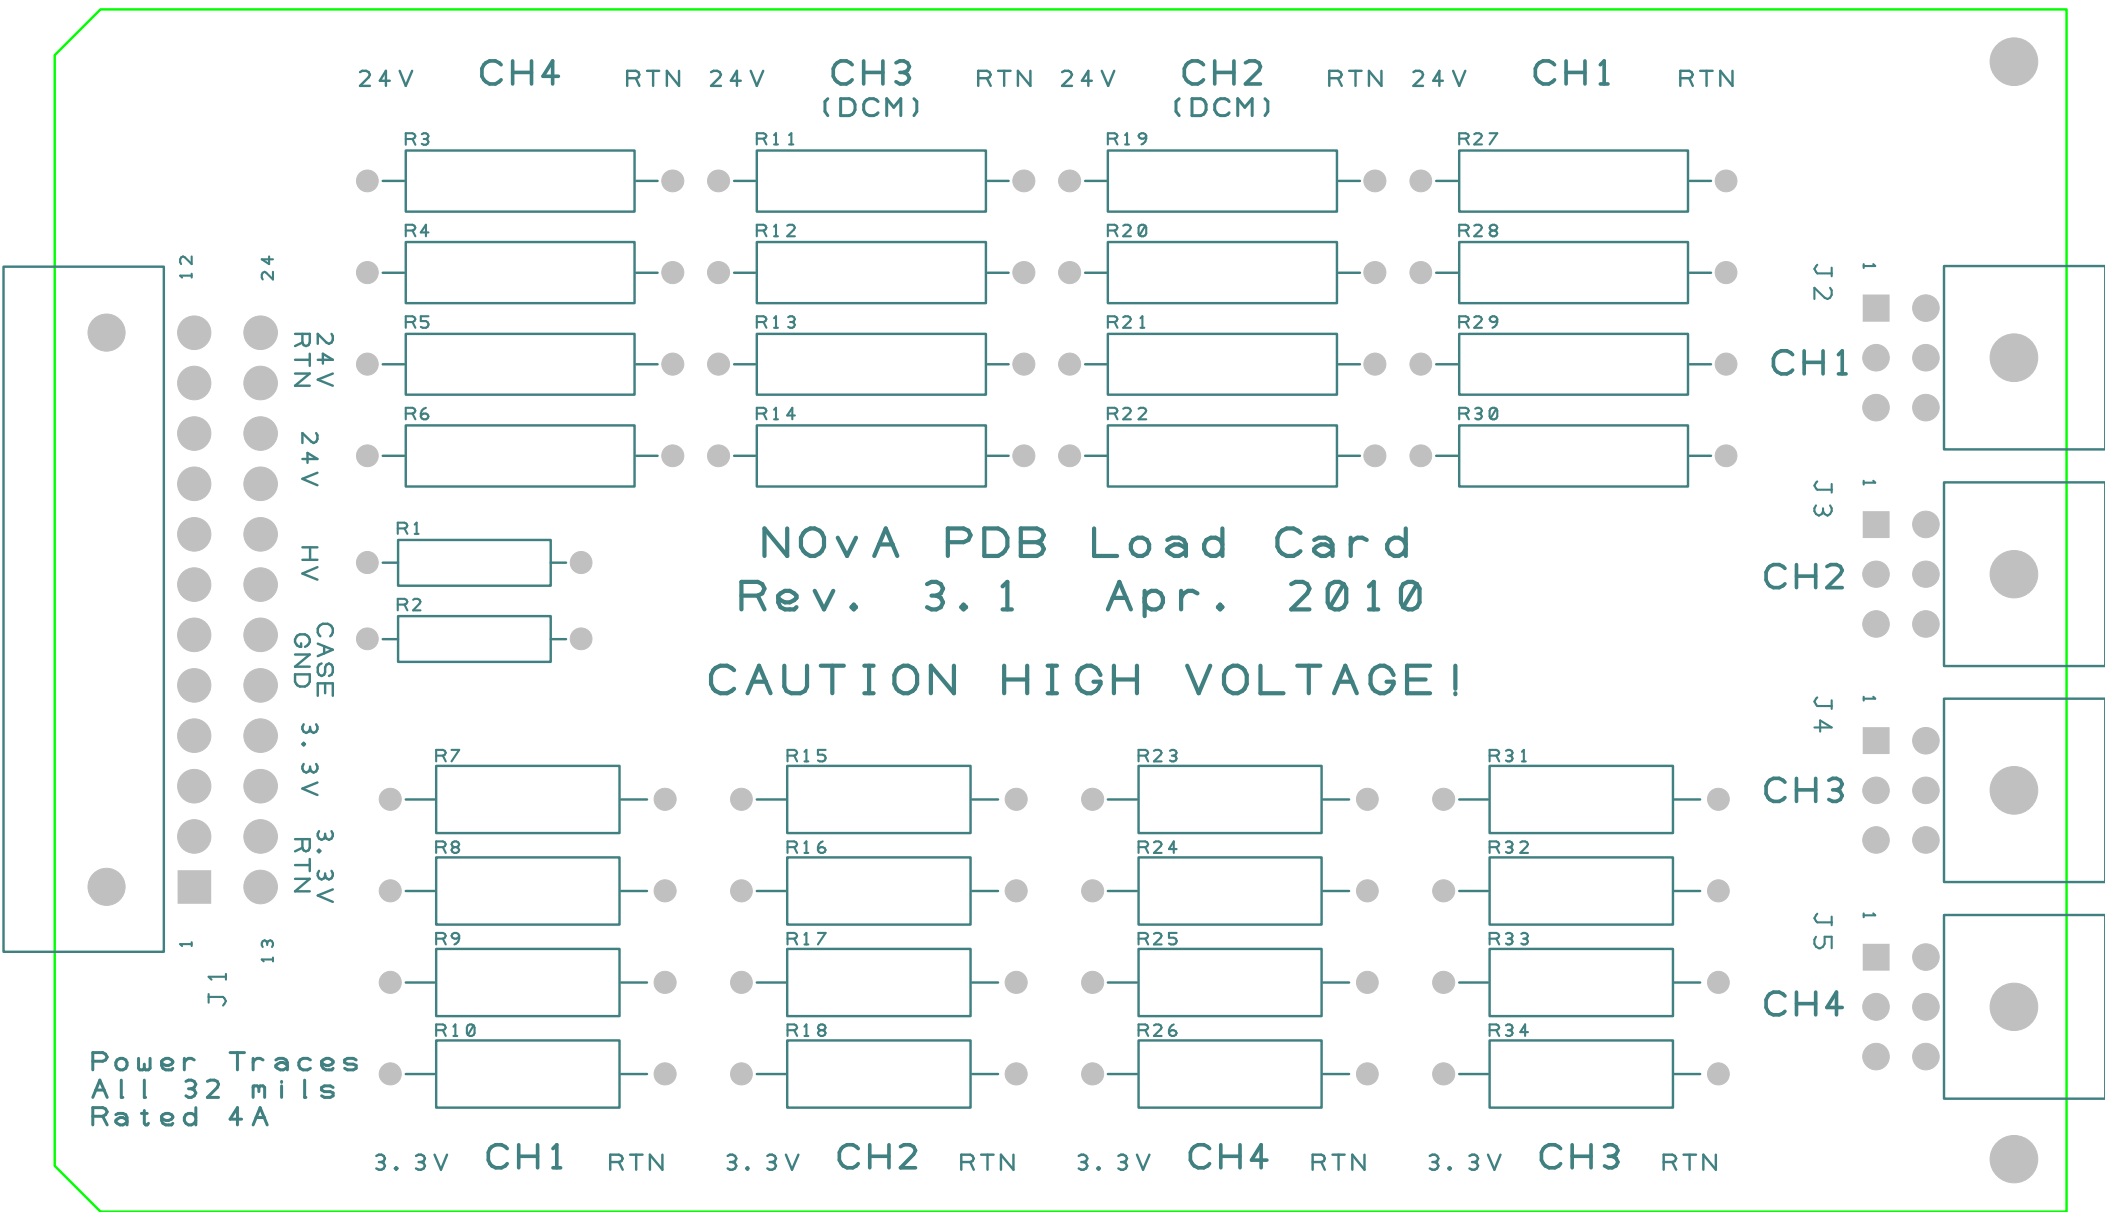 24V CH4 RTN 24V CH3 RTN 24V CH2 RTN 24V CH1 RTN
(DCM) (DCM)
R3 R11 R19 R27
R4 R12 R20 R28
R5 R13 R21 R29
R6 R14 R22 R30
12 24
24V
RTN
24V
HV
CASE
GND
3.3V
3.3V
RTN
1 13
J1
R1
R2
NOvA PDB Load Card
Rev. 3.1 Apr. 2010
CAUTION HIGH VOLTAGE!
J2 1
CH1
J3 1
CH2
J4 1
CH3
J5 1
CH4
R7 R15 R23 R31
R8 R16 R24 R32
R9 R17 R25 R33
R10 R18 R26 R34
Power Traces
All 32 mils
Rated 4A
3.3V CH1 RTN 3.3V CH2 RTN 3.3V CH4 RTN 3.3V CH3 RTN